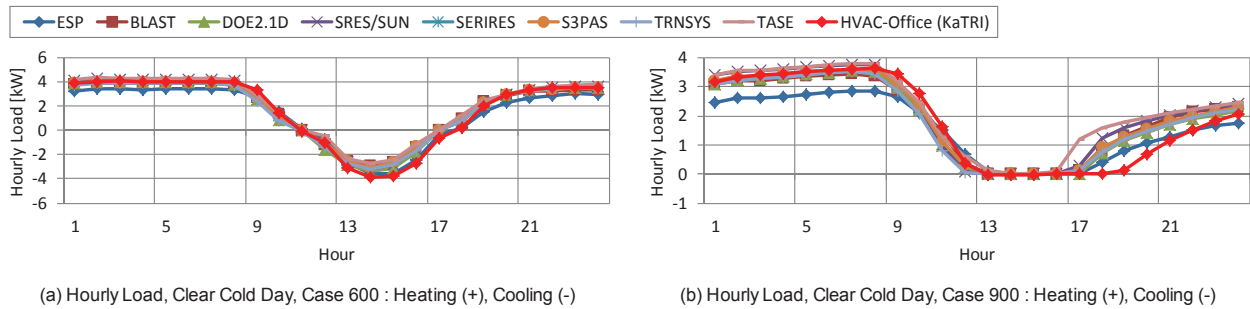 ESP BLAST DOE2.1D SRES/SUN SERIRES S3PAS TRNSYS TASE HVAC-Office (KaTRI)
Hourly Load [kW]
6
4
2
0
-2
-4
-6
1 5 9 13 17 21
Hour
(a) Hourly Load, Clear Cold Day, Case 600 : Heating (+), Cooling (-)
Hourly Load [kW]
4
3
2
1
0
-1
1 5 9 13 17 21
Hour
(b) Hourly Load, Clear Cold Day, Case 900 : Heating (+), Cooling (-)